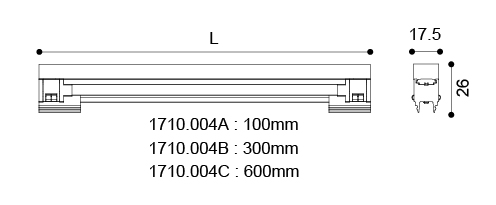 L
17.5
26
1710.004A : 100mm
1710.004B : 300mm
1710.004C : 600mm